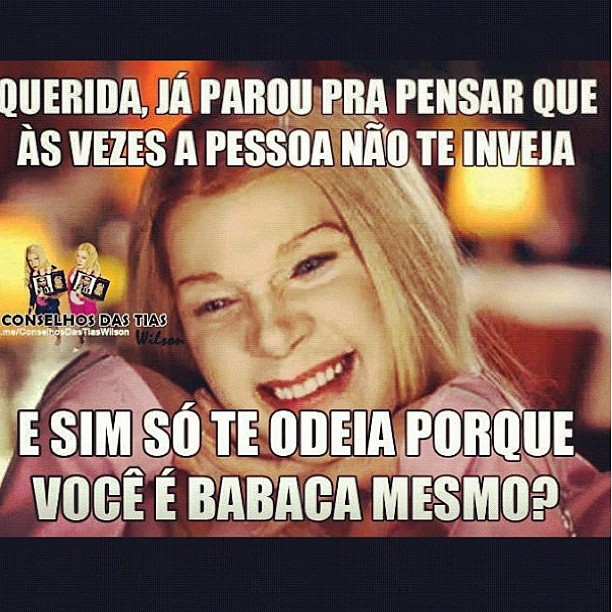 QUERIDA, JÁ PAROU PRA PENSAR QUE
ÀS VEZES A PESSOA NÃO TE INVEJA
CONSELHOS DAS TIAS
.me/ConselhosDasTiasWilson
Wilson
E SIM SÓ TE ODEIA PORQUE
VOCÊ É BABACA MESMO?